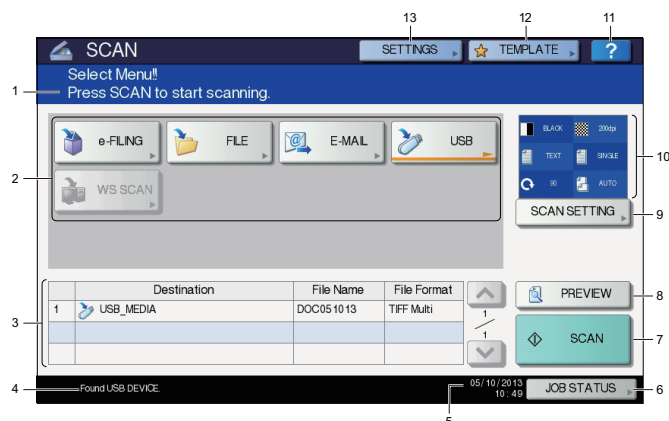 13
12
11
SCAN
SETTINGS
TEMPLATE
?
1
Select Menu!!
Press SCAN to start scanning.
2
e-FILING
FILE
E-MAIL
USB
WS SCAN
BLACK
200dpi
TEXT
SINGLE
90
AUTO
10
SCAN SETTING
9
3
Destination
File Name
File Format
1
USB_MEDIA
DOC051013
TIFF Multi
1
1
PREVIEW
8
SCAN
7
4
Found USB DEVICE.
05/10/2013
10:49
JOB STATUS
6
5